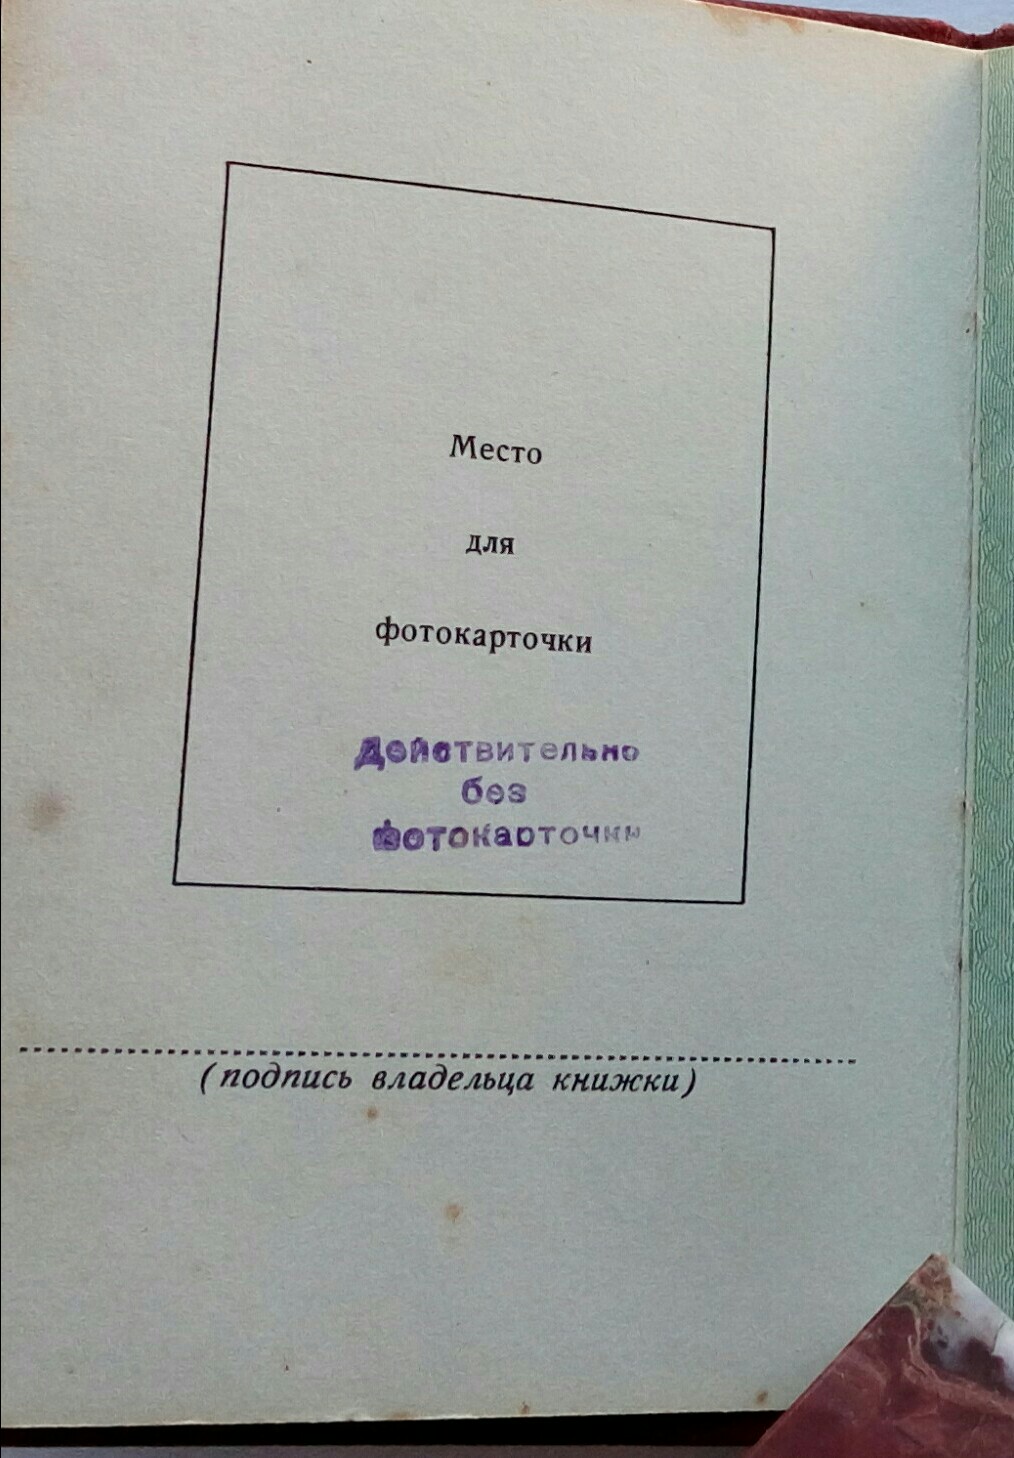 Место
для
фотокарточки
Действительно
без
фотокарточки
(подпись владельца книжки)